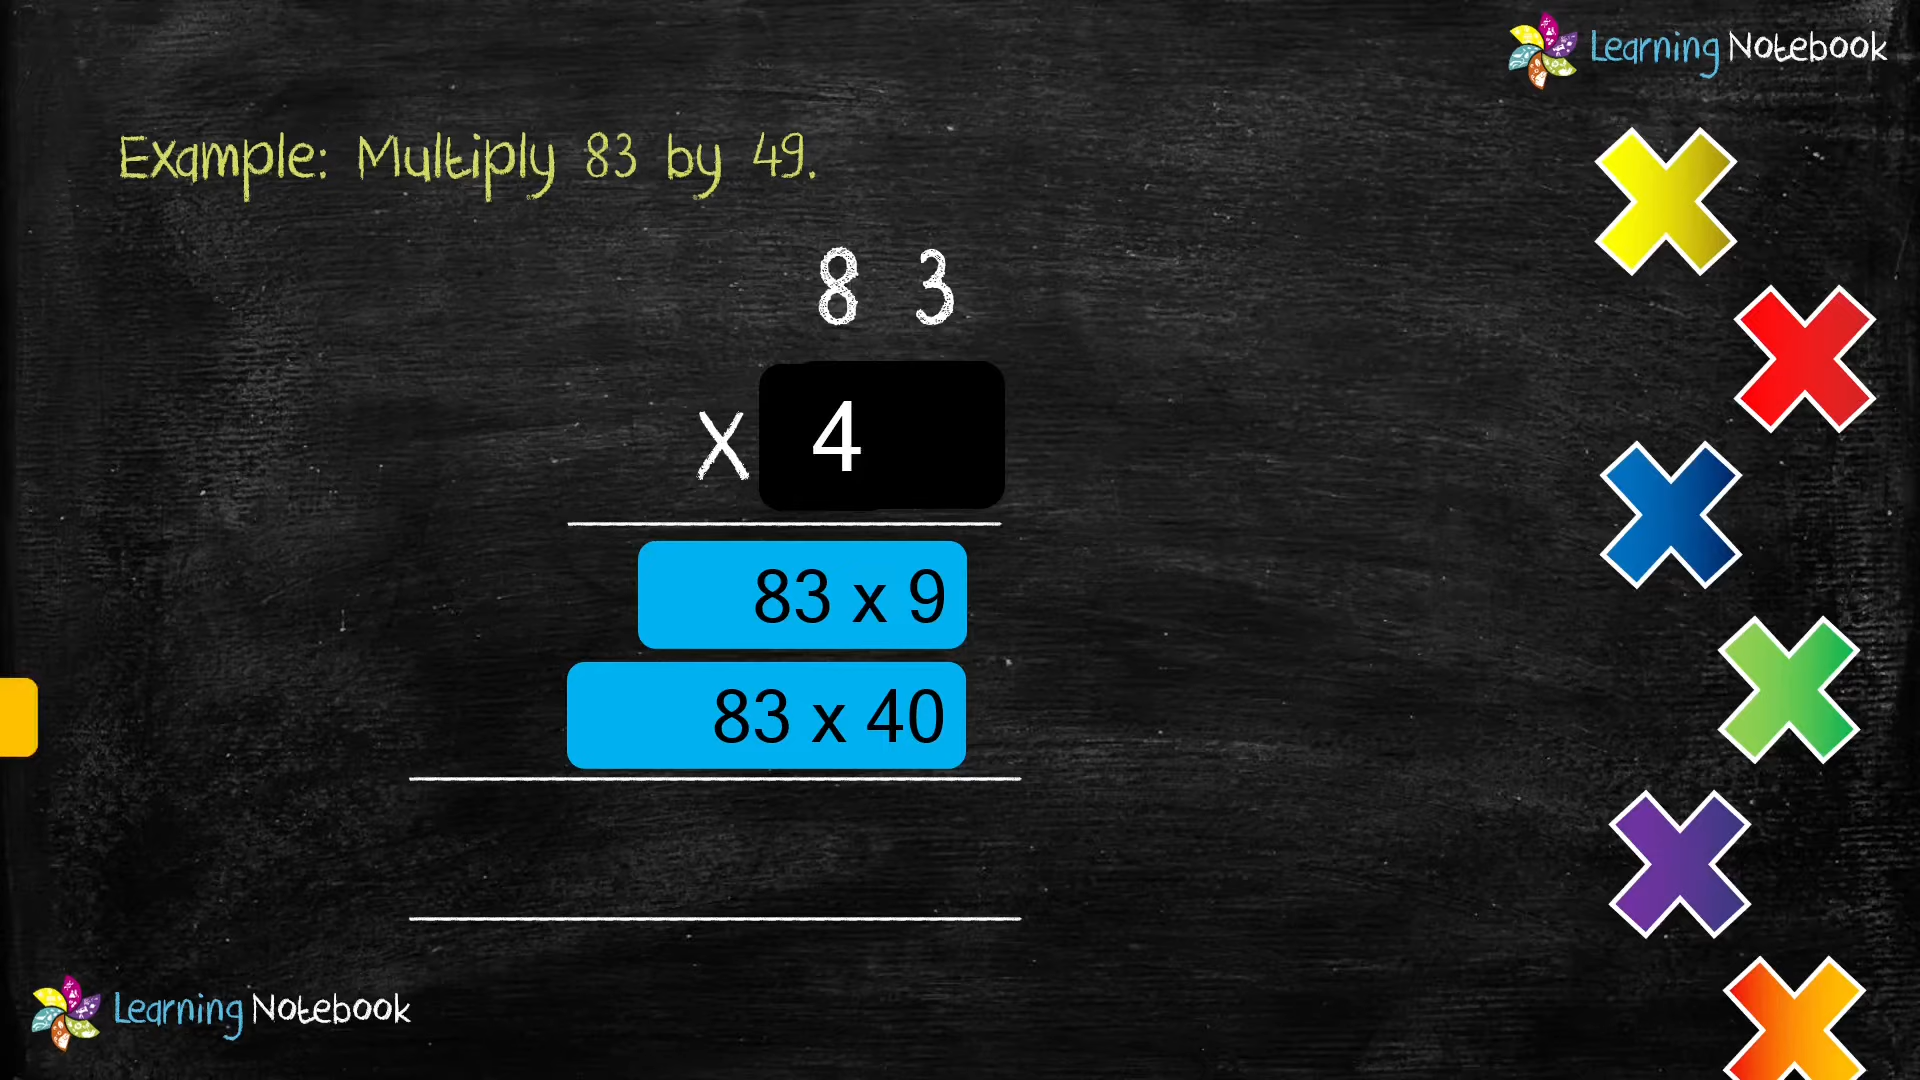 Learning Notebook
Example: Multiply 83 by 49.
8 3
X 4
83 x 9
83 x 40
Learning Notebook